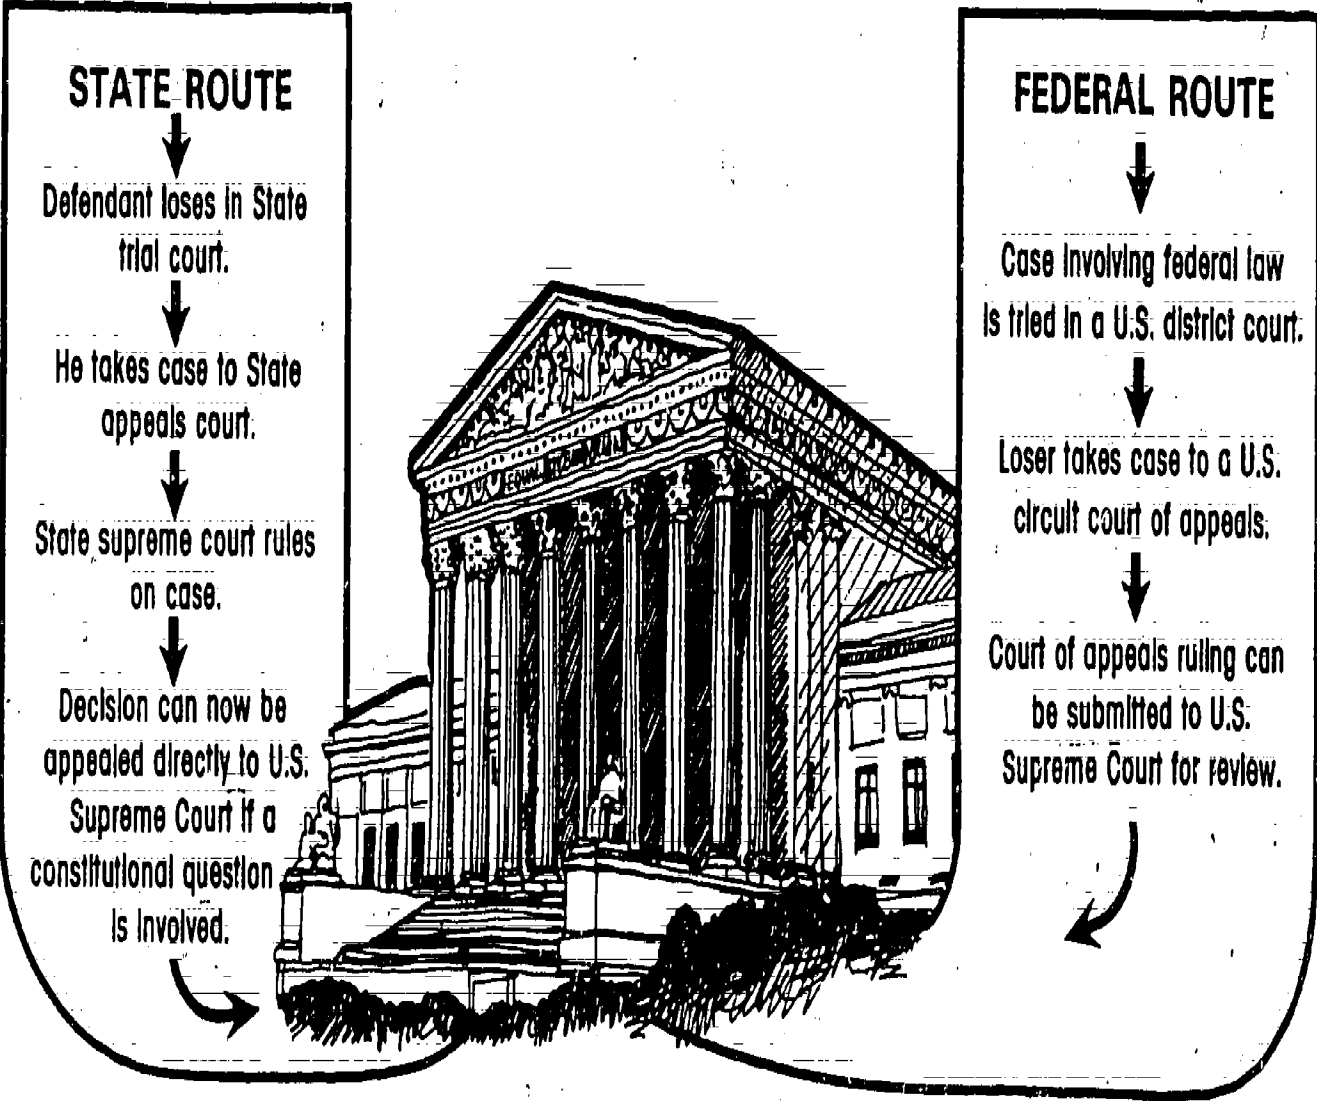 STATE ROUTE
Defendant loses in State
trial court.
He takes case to State
appeals court.
State supreme court rules
on case.
Decision can now be
appealed directly to U.S.
Supreme Court if a
constitutional question
is involved.
FEDERAL ROUTE
Case involving federal law
is tried in a U.S. district court.
Loser takes case to a U.S.
circuit court of appeals.
Court of appeals ruling can
be submitted to U.S.
Supreme Court for review.
EQUAL